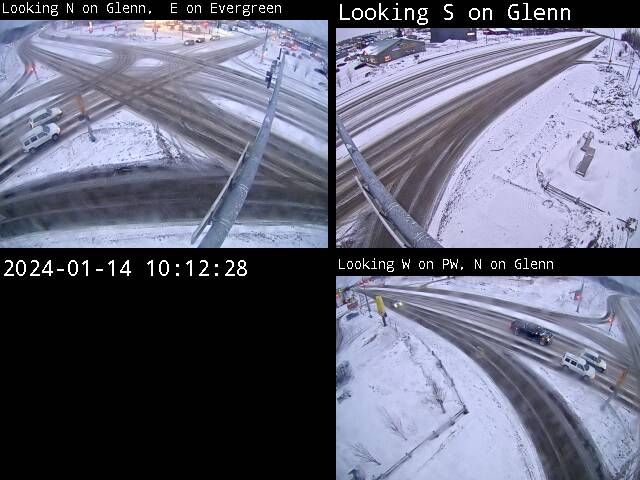 Looking N on Glenn,  E on Evergreen
Looking S on Glenn
2024-01-14 10:12:28
Looking W on PW, N on Glenn